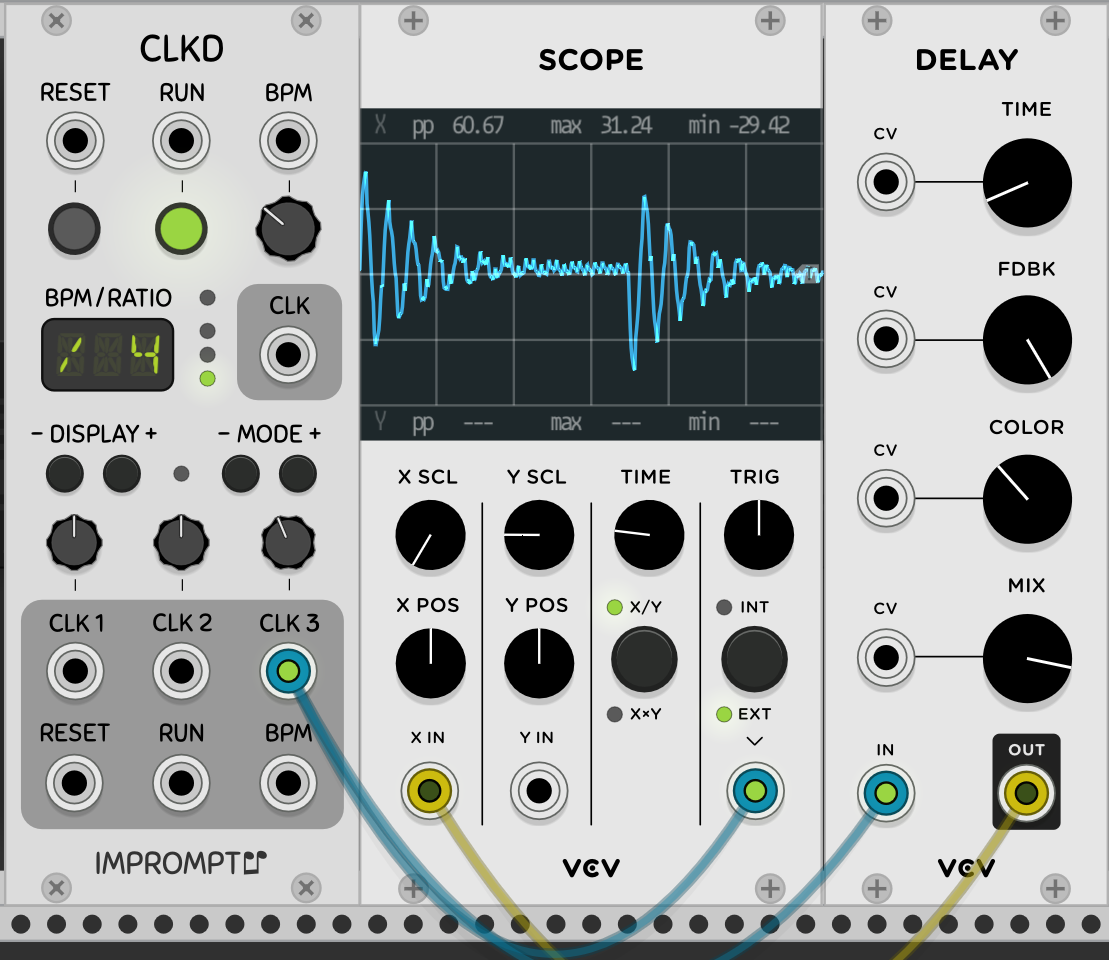 CLKD
RESET RUN BPM
BPM/RATIO
/ 4
CLK
- DISPLAY + - MODE +
CLK 1 CLK 2 CLK 3
RESET RUN BPM
IMPROMPTU
SCOPE
X pp 60.67 max 31.24 min -29.42
T
Y pp --- max --- min ---
X SCL Y SCL TIME TRIG
X POS Y POS X/Y INT
X×Y EXT
X IN Y IN
VCV
DELAY
TIME
CV
FDBK
CV
COLOR
CV
MIX
CV
IN OUT
VCV